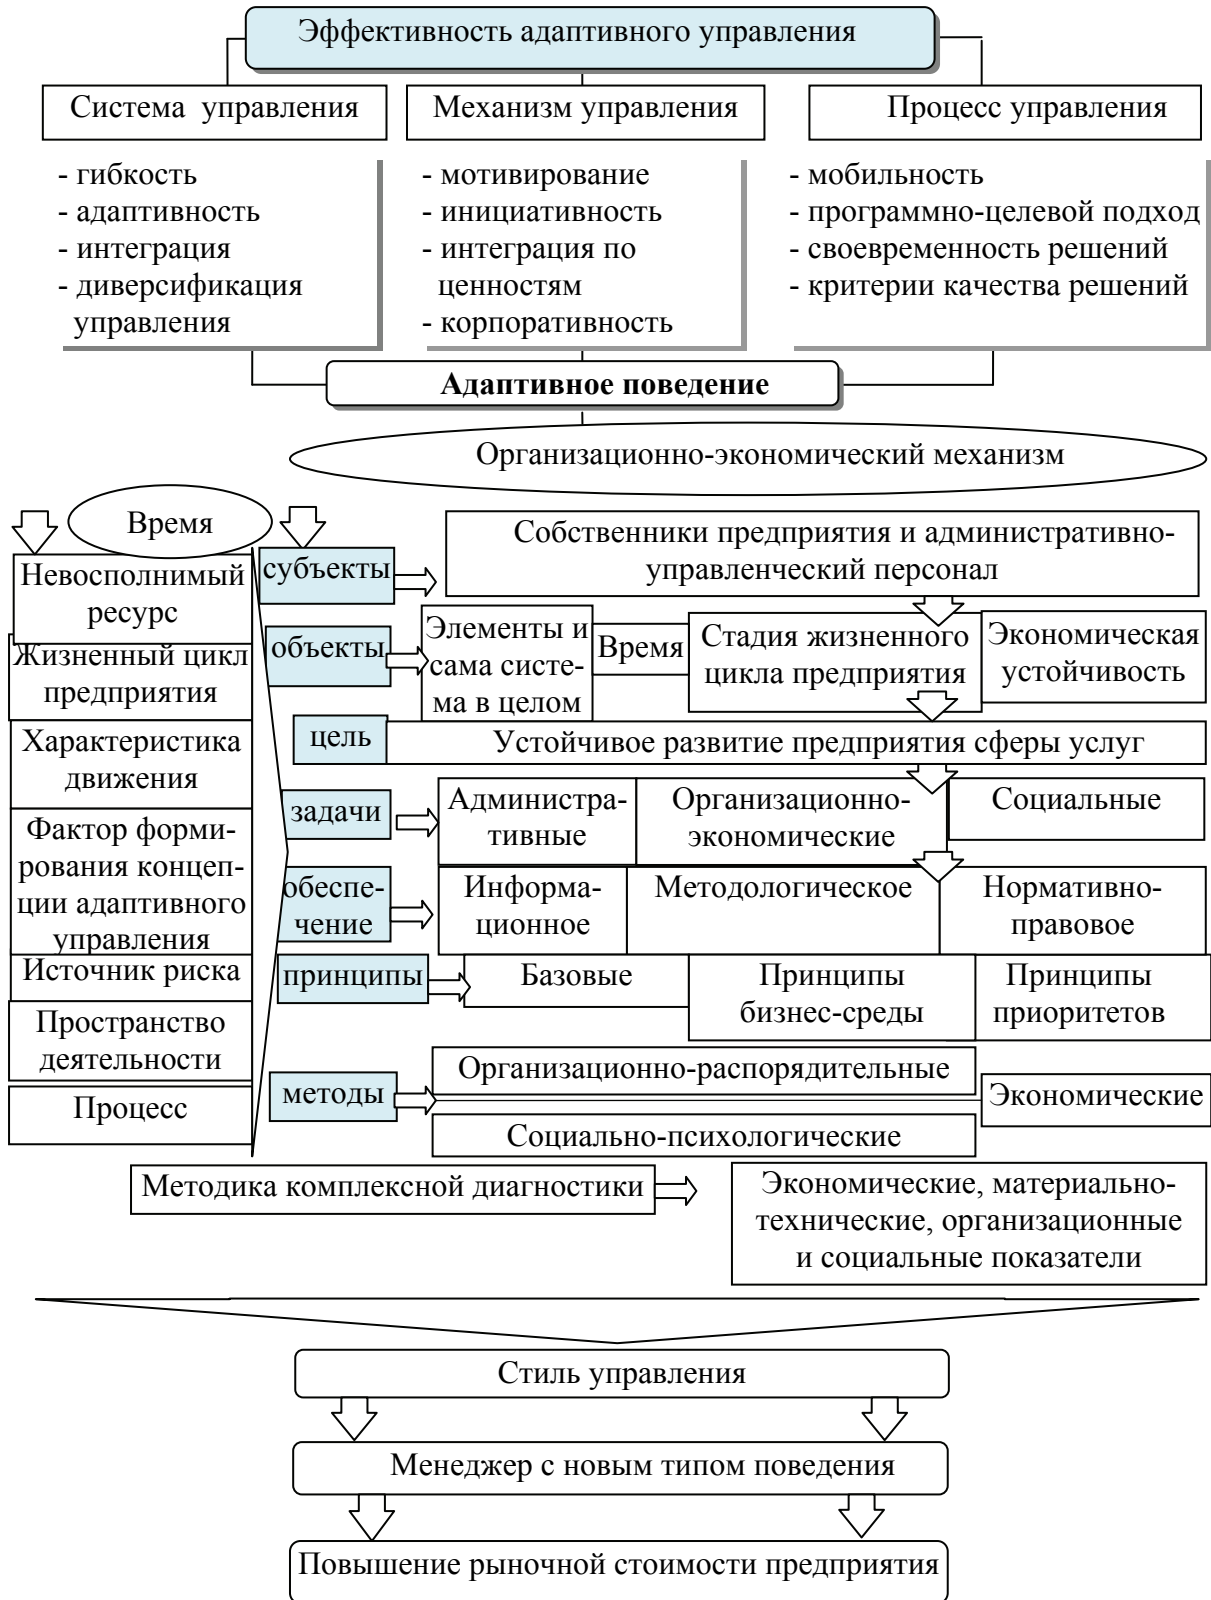 Эффективность адаптивного управления
Система управления
Механизм управления
Процесс управления
- гибкость
- адаптивность
- интеграция
- диверсификация
управления
- мотивирование
- инициативность
- интеграция по
ценностям
- корпоративность
- мобильность
- программно-целевой подход
- своевременность решений
- критерии качества решений
Адаптивное поведение
Организационно-экономический механизм
Время
Невосполнимый
ресурс
Жизненный цикл
предприятия
Характеристика
движения
Фактор форми-
рования концеп-
ции адаптивного
управления
Источник риска
Пространство
деятельности
Процесс
субъекты
Собственники предприятия и административно-
управленческий персонал
объекты
Элементы и
сама систе-
ма в целом
Время
Стадия жизненного
цикла предприятия
Экономическая
устойчивость
цель
Устойчивое развитие предприятия сферы услуг
задачи
Администра-
тивные
Организационно-
экономические
Социальные
обеспе-
чение
Информа-
ционное
Методологическое
Нормативно-
правовое
принципы
Базовые
Принципы
бизнес-среды
Принципы
приоритетов
методы
Организационно-распорядительные
Экономические
Социально-психологические
Методика комплексной диагностики
Экономические, материально-
технические, организационные
и социальные показатели
Стиль управления
Менеджер с новым типом поведения
Повышение рыночной стоимости предприятия